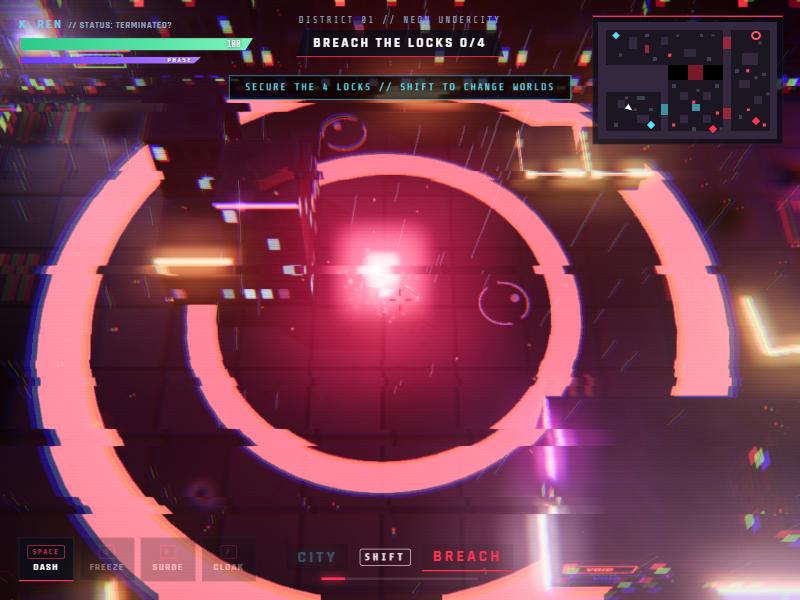 K REN // STATUS: TERMINATED?
100
PHASE
DISTRICT 01 // NEON UNDERCITY
BREACH THE LOCKS 0/4
SECURE THE 4 LOCKS // SHIFT TO CHANGE WORLDS
SPACE
DASH
FREEZE
SURGE
CLOAK
CITY
SHIFT
BREACH